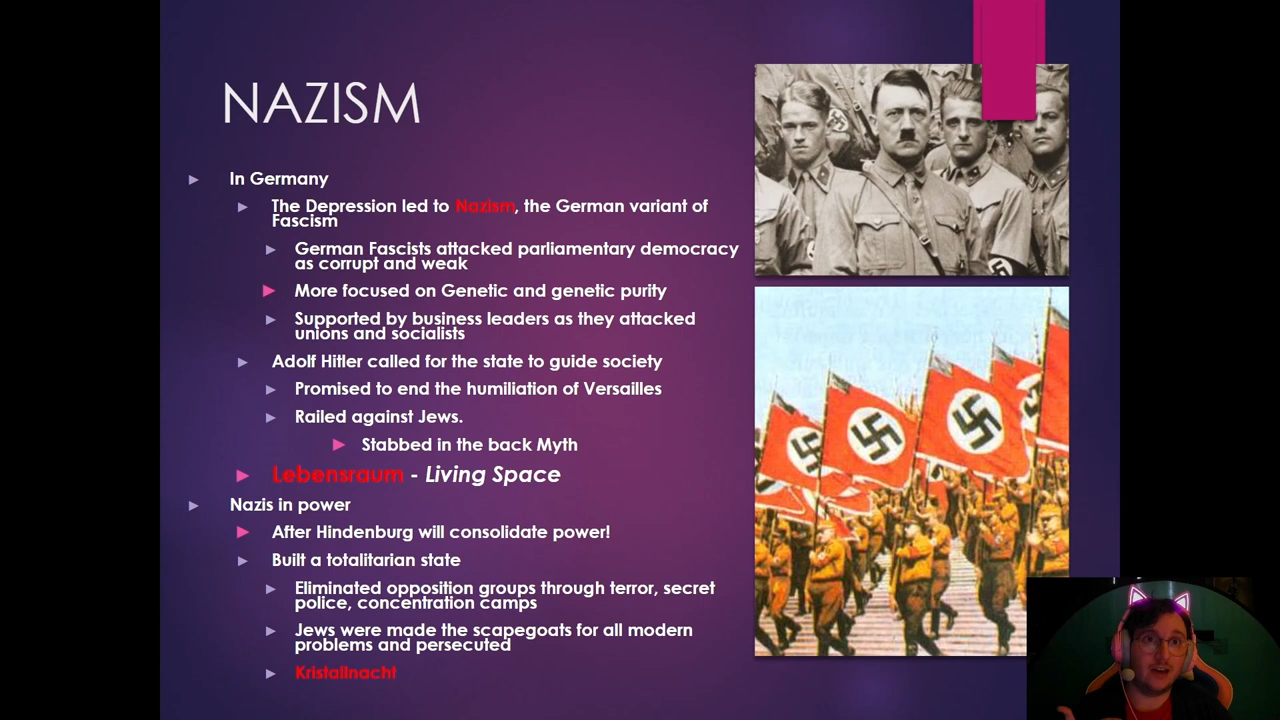 NAZISM
In Germany
The Depression led to Nazism, the German variant of
Fascism
German Fascists attacked parliamentary democracy
as corrupt and weak
More focused on Genetic and genetic purity
Supported by business leaders as they attacked
unions and socialists
Adolf Hitler called for the state to guide society
Promised to end the humiliation of Versailles
Railed against Jews.
Stabbed in the back Myth
Lebensraum - Living Space
Nazis in power
After Hindenburg will consolidate power!
Built a totalitarian state
Eliminated opposition groups through terror, secret
police, concentration camps
Jews were made the scapegoats for all modern
problems and persecuted
Kristallnacht